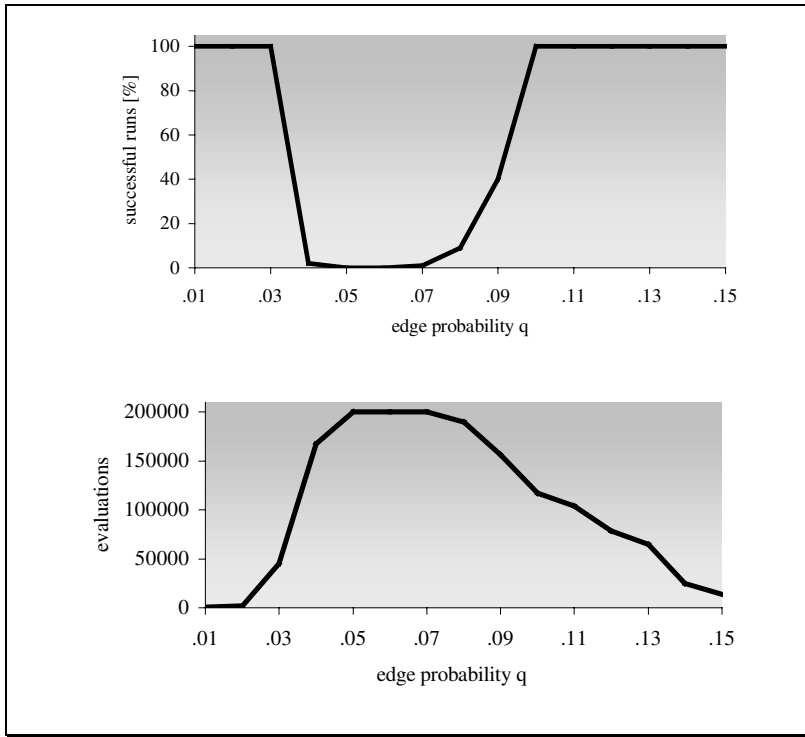 successful runs [%]
100
80
60
40
20
0
.01 .03 .05 .07 .09 .11 .13 .15
edge probability q
evaluations
200000
150000
100000
50000
0
.01 .03 .05 .07 .09 .11 .13 .15
edge probability q